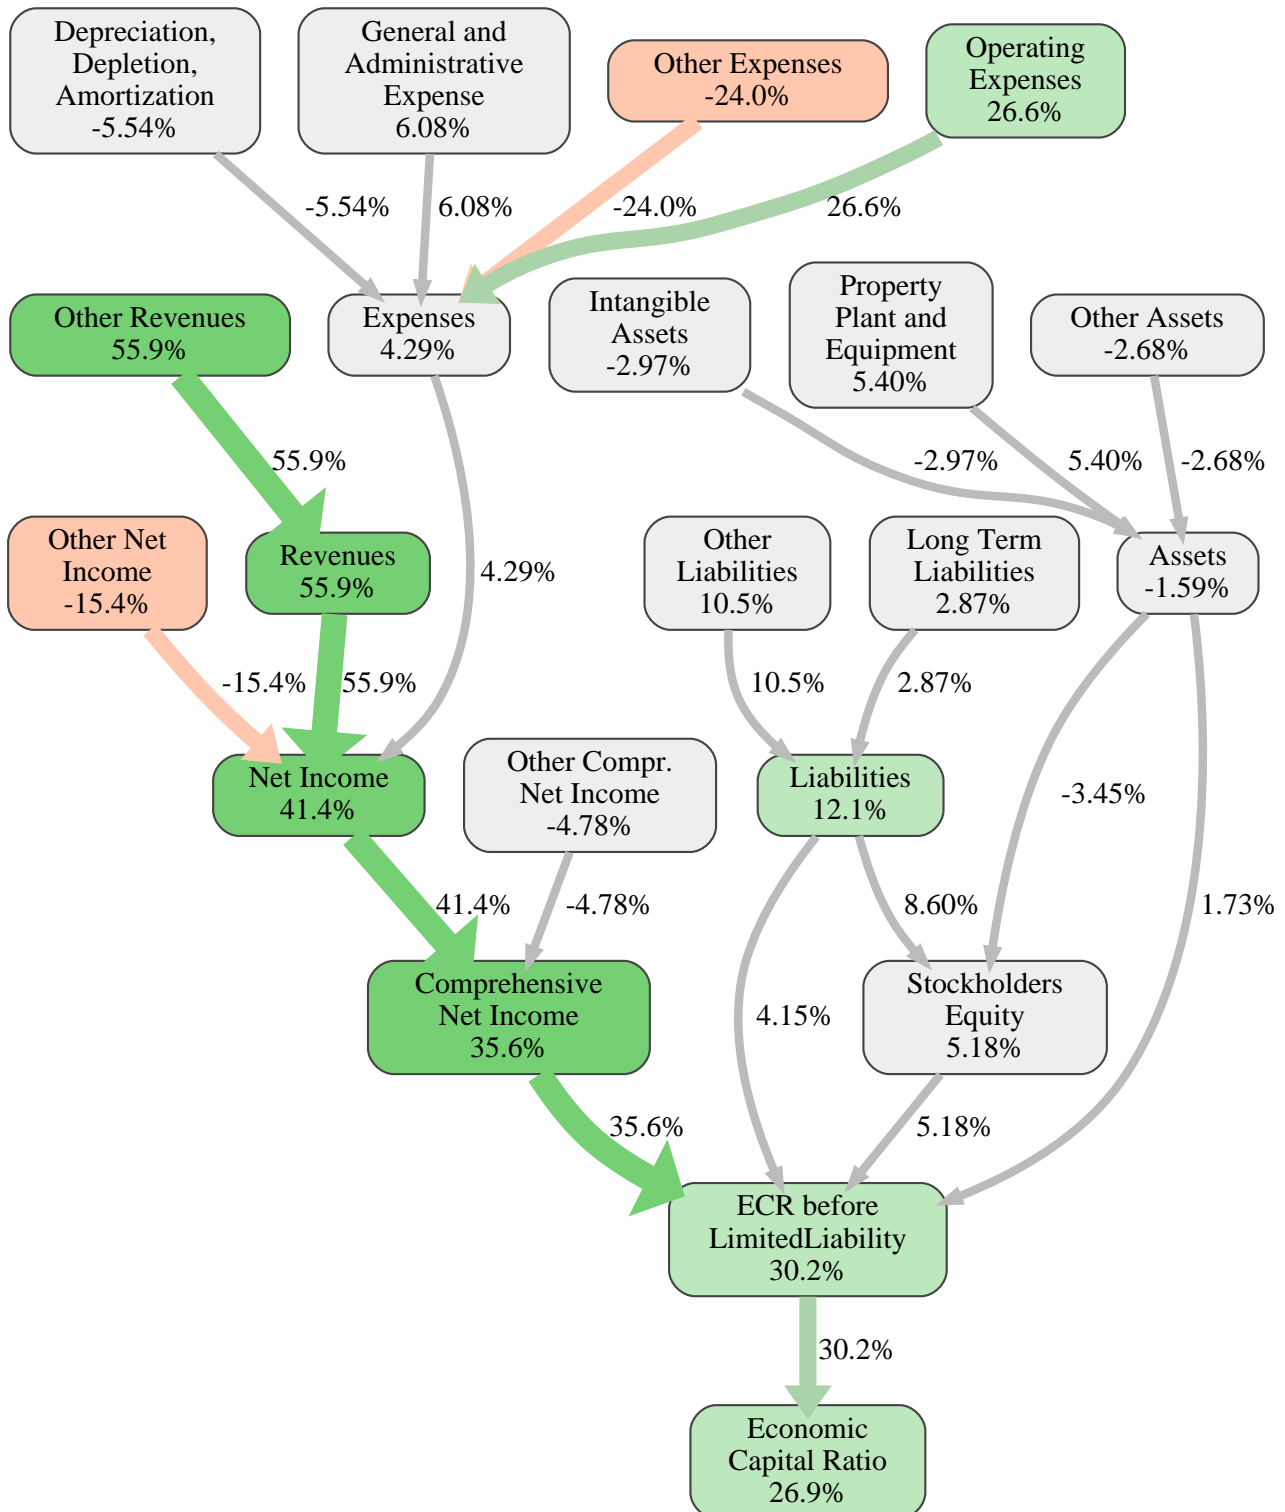 Depreciation,
Depletion,
Amortization
-5.54%
General and
Administrative
Expense
6.08%
Other Expenses
-24.0%
Operating
Expenses
26.6%
-5.54%
6.08%
-24.0%
26.6%
Other Revenues
55.9%
Expenses
4.29%
Intangible
Assets
-2.97%
Property
Plant and
Equipment
5.40%
Other Assets
-2.68%
55.9%
-2.97%
5.40%
-2.68%
Other Net
Income
-15.4%
Revenues
55.9%
4.29%
Other
Liabilities
10.5%
Long Term
Liabilities
2.87%
Assets
-1.59%
-15.4%
55.9%
10.5%
2.87%
Net Income
41.4%
Other Compr.
Net Income
-4.78%
Liabilities
12.1%
-3.45%
41.4%
-4.78%
8.60%
1.73%
Comprehensive
Net Income
35.6%
4.15%
Stockholders
Equity
5.18%
35.6%
5.18%
ECR before
LimitedLiability
30.2%
30.2%
Economic
Capital Ratio
26.9%